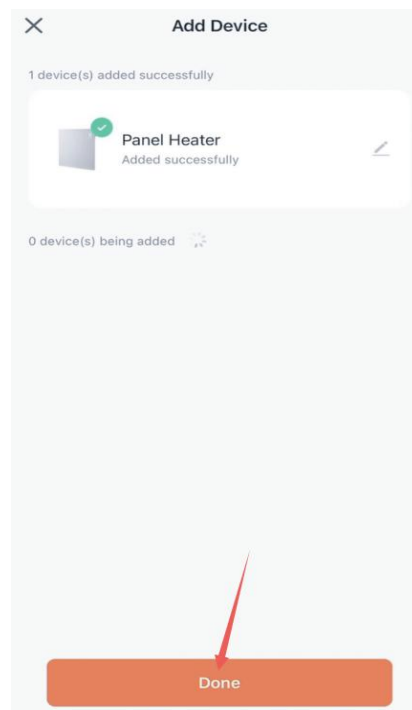 Add Device
1 device(s) added successfully
Panel Heater
Added successfully
0 device(s) being added
Done